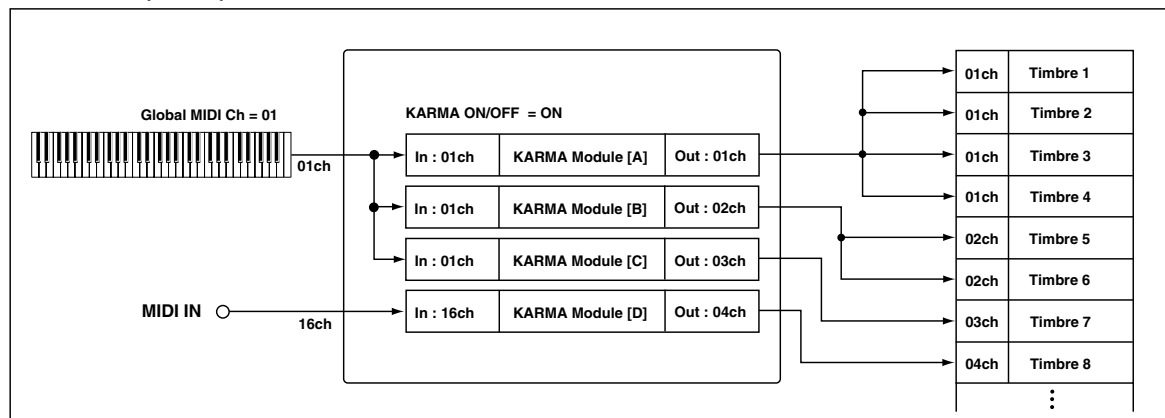 Global MIDI Ch = 01
01ch
MIDI IN
16ch
KARMA ON/OFF = ON
In : 01ch KARMA Module [A] Out : 01ch
In : 01ch KARMA Module [B] Out : 02ch
In : 01ch KARMA Module [C] Out : 03ch
In : 16ch KARMA Module [D] Out : 04ch
01ch Timbre 1
01ch Timbre 2
01ch Timbre 3
01ch Timbre 4
02ch Timbre 5
02ch Timbre 6
03ch Timbre 7
04ch Timbre 8